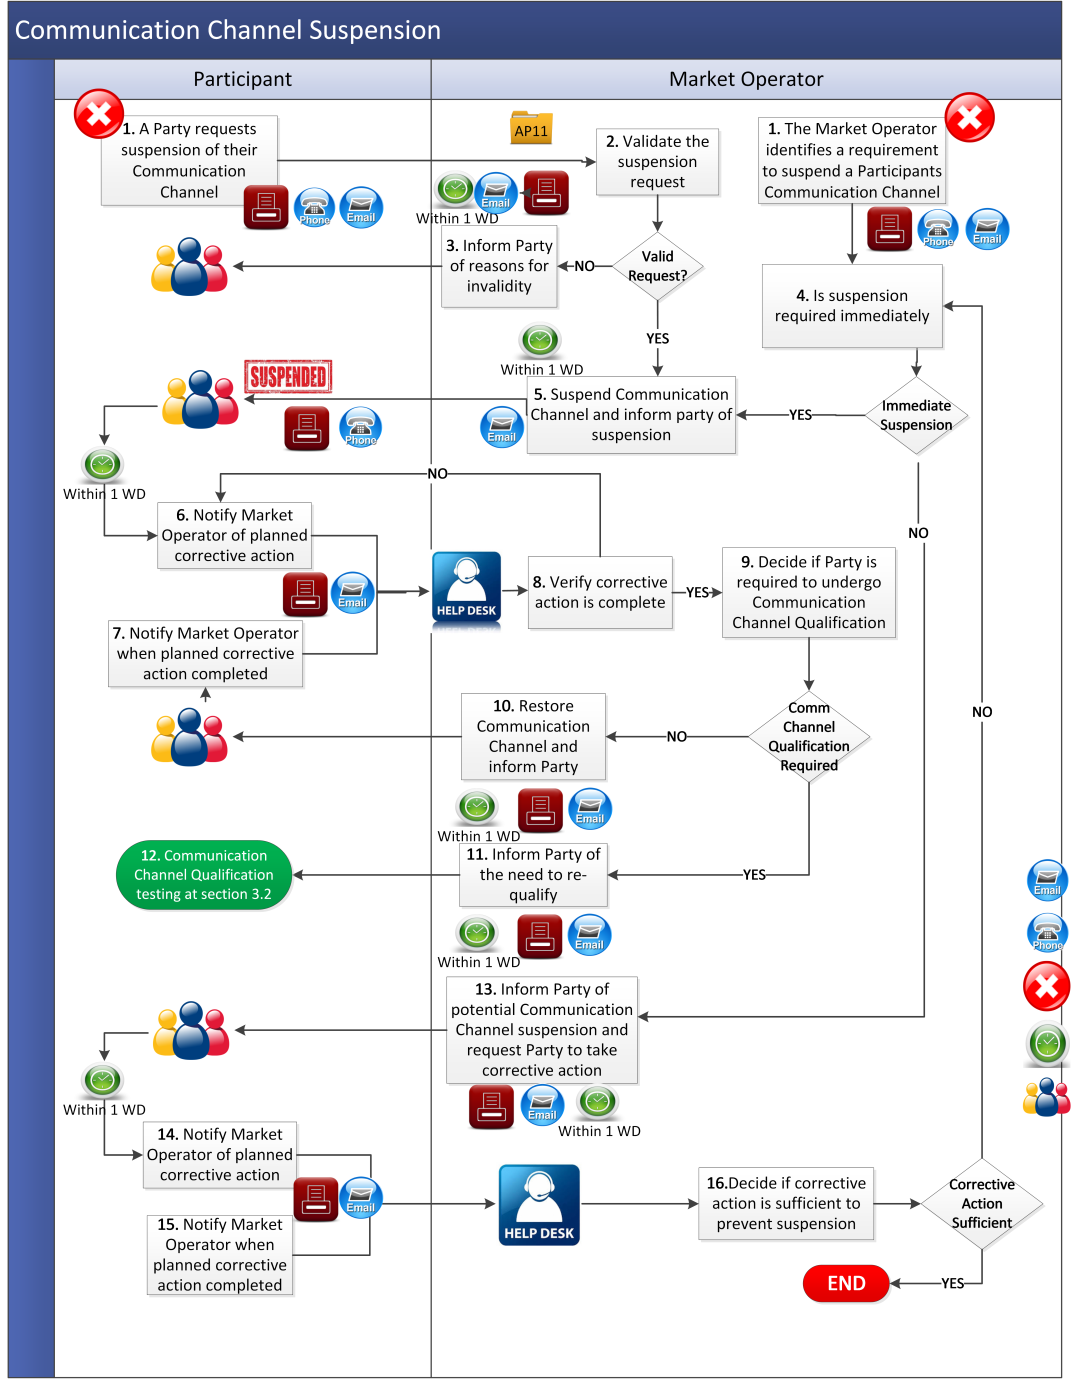 Communication Channel Suspension
Participant
Market Operator
1. A Party requests
suspension of their
Communication
Channel
Phone
Email
AP11
2. Validate the
suspension
request
1. The Market Operator
identifies a requirement
to suspend a Participants
Communication Channel
Phone
Email
Email
Within 1 WD
3. Inform Party
of reasons for
invalidity
NO
Valid
Request?
4. Is suspension
required immediately
YES
Within 1 WD
SUSPENDED
Phone
Email
5. Suspend Communication
Channel and inform party of
suspension
YES
Immediate
Suspension
Within 1 WD
NO
6. Notify Market
Operator of planned
corrective action
NO
Email
HELP DESK
8. Verify corrective
action is complete
YES
9. Decide if Party is
required to undergo
Communication
Channel Qualification
7. Notify Market Operator
when planned corrective
action completed
10. Restore
Communication
Channel and
inform Party
NO
Comm
Channel
Qualification
Required
NO
Email
Within 1 WD
12. Communication
Channel Qualification
testing at section 3.2
11. Inform Party of
the need to re-
qualify
YES
Email
Within 1 WD
Email
Phone
13. Inform Party of
potential Communication
Channel suspension and
request Party to take
corrective action
Within 1 WD
Email
Within 1 WD
14. Notify Market
Operator of planned
corrective action
Email
15. Notify Market
Operator when
planned corrective
action completed
HELP DESK
16.Decide if corrective
action is sufficient to
prevent suspension
Corrective
Action
Sufficient
YES
END